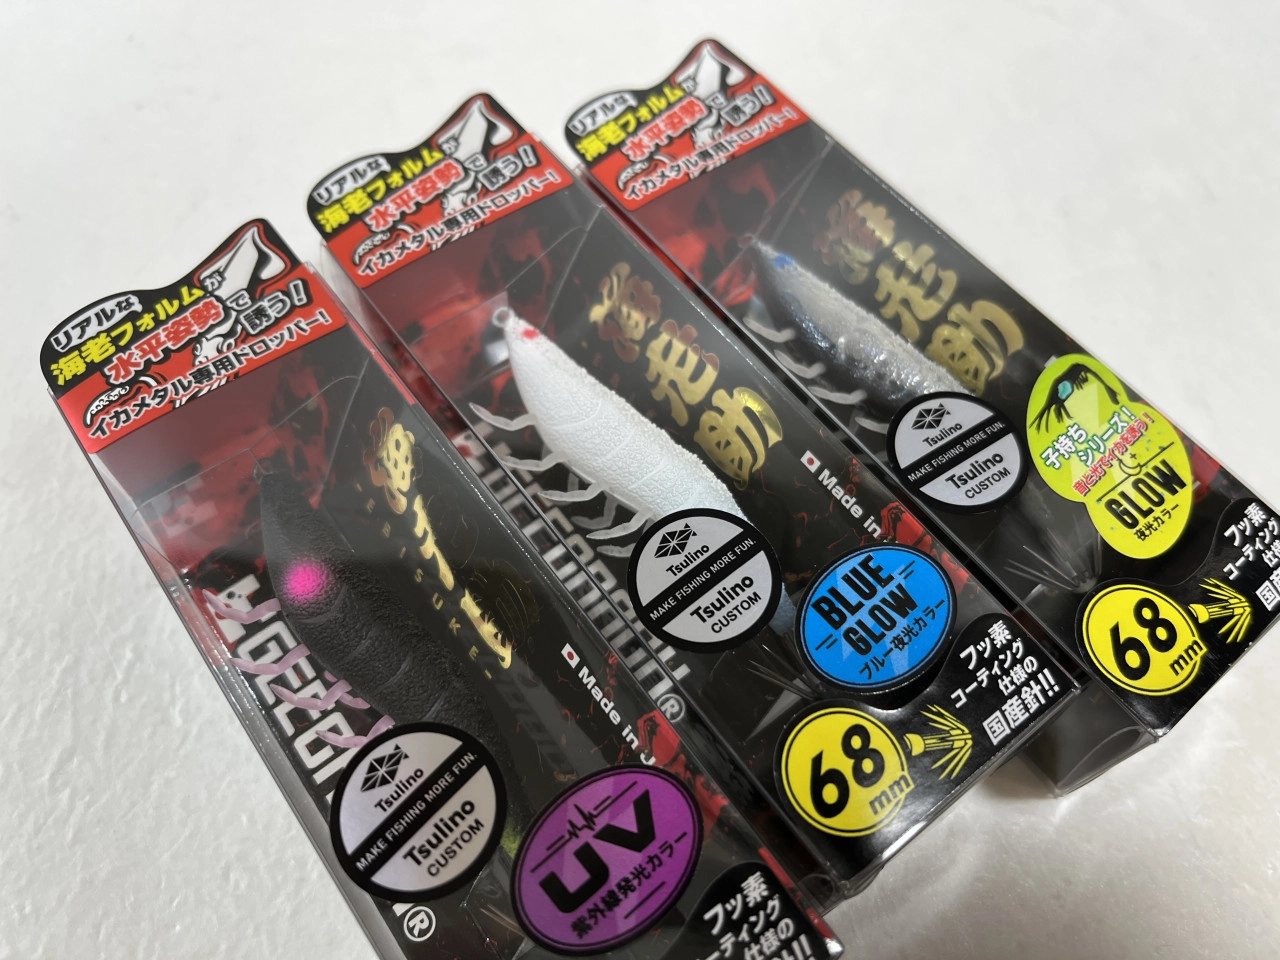 リアルな
海老フォルムが
水平姿勢で
誘う!
イカメタル専用ドロッパー!
Tsulino
MAKE FISHING MORE FUN.
Tsulino
CUSTOM
UV
紫外線発光カラー
フッ素
ティング
仕様の
リアルな
海老フォルムが
水平姿勢で
誘う!
イカメタル専用ドロッパー!
海老助
Made in
Tsulino
MAKE FISHING MORE FUN.
Tsulino
CUSTOM
BLUE
GLOW
ブルー夜光カラー
68mm
フッ素
コーティング
仕様の
国産針!!
リアルな
海老フォルムが
水平姿勢で
誘う!
イカメタル専用ドロッパー!
海老助
Made in
Tsulino
MAKE FISHING MORE FUN.
Tsulino
CUSTOM
子持ち
シリーズ!
GLOW
夜光カラー
68mm
フッ素
コーティング